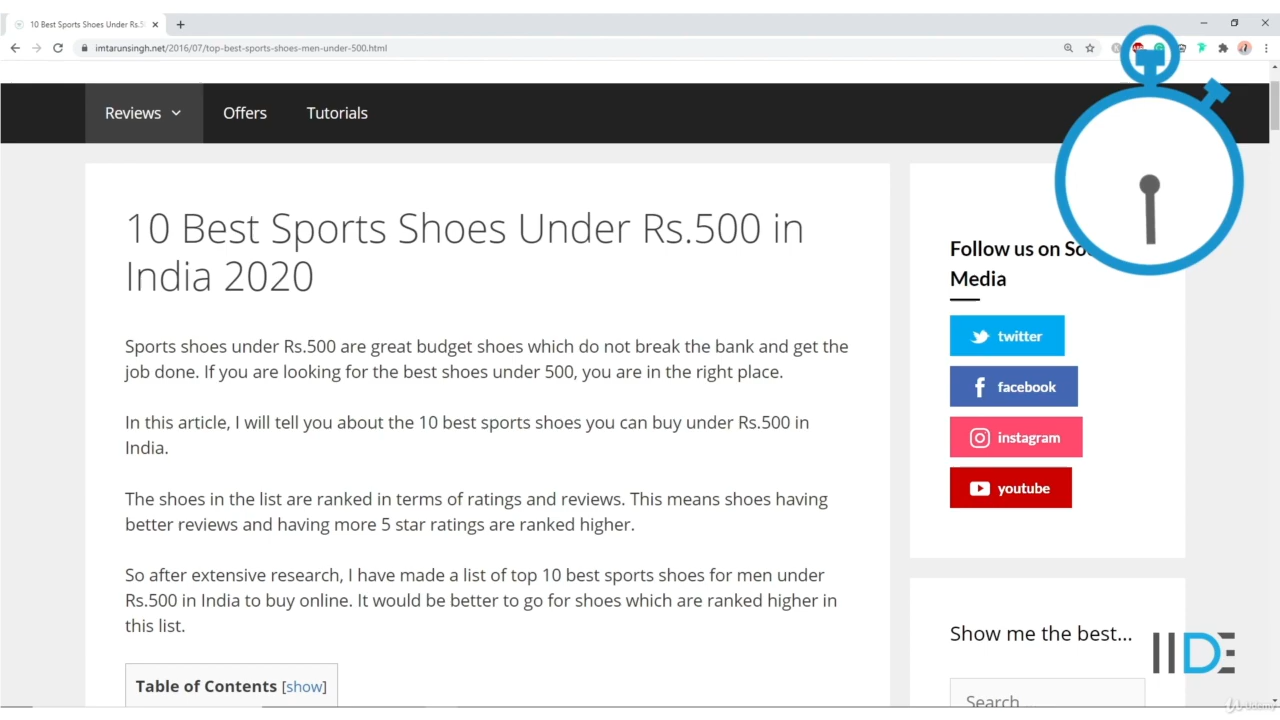 10 Best Sports Shoes Under Rs.5
imtarunsingh.net/2016/07/top-best-sports-shoes-men-under-500.html
Reviews
Offers
Tutorials
10 Best Sports Shoes Under Rs.500 in
India 2020
Sports shoes under Rs.500 are great budget shoes which do not break the bank and get the
job done. If you are looking for the best shoes under 500, you are in the right place.
In this article, I will tell you about the 10 best sports shoes you can buy under Rs.500 in
India.
The shoes in the list are ranked in terms of ratings and reviews. This means shoes having
better reviews and having more 5 star ratings are ranked higher.
So after extensive research, I have made a list of top 10 best sports shoes for men under
Rs.500 in India to buy online. It would be better to go for shoes which are ranked higher in
this list.
Table of Contents [show]
Follow us on So
Media
twitter
facebook
instagram
youtube
Show me the best...
Search
IIDE
Udemy